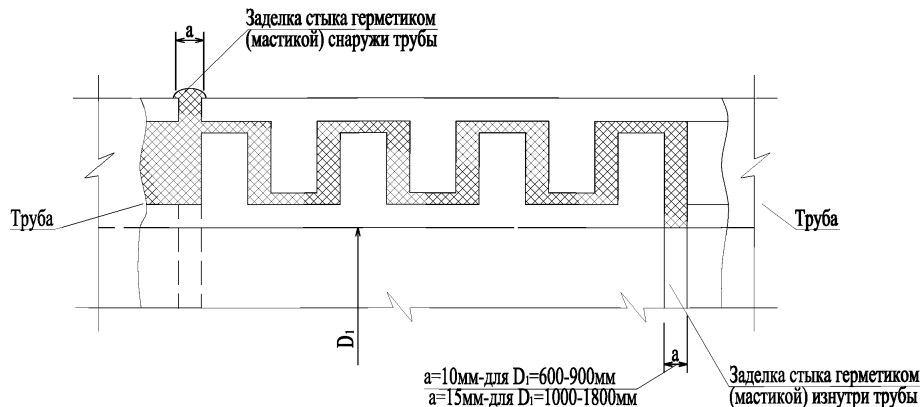 Заделка стыка герметиком
(мастикой) снаружи трубы
a
Труба
Труба
D₁
a
a=10мм-для D₁=600-900мм
a=15мм-для D₁=1000-1800мм
Заделка стыка герметиком
(мастикой) изнутри трубы